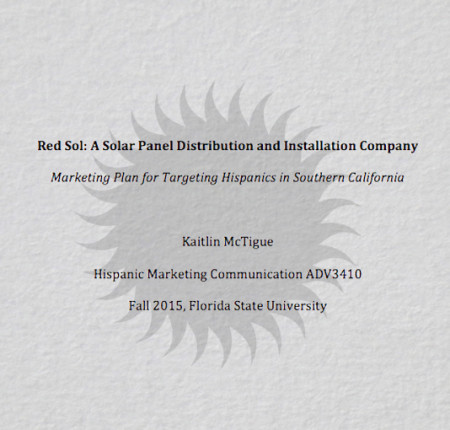 Red Sol: A Solar Panel Distribution and Installation Company
Marketing Plan for Targeting Hispanics in Southern California
Kaitlin McTigue
Hispanic Marketing Communication ADV3410
Fall 2015, Florida State University